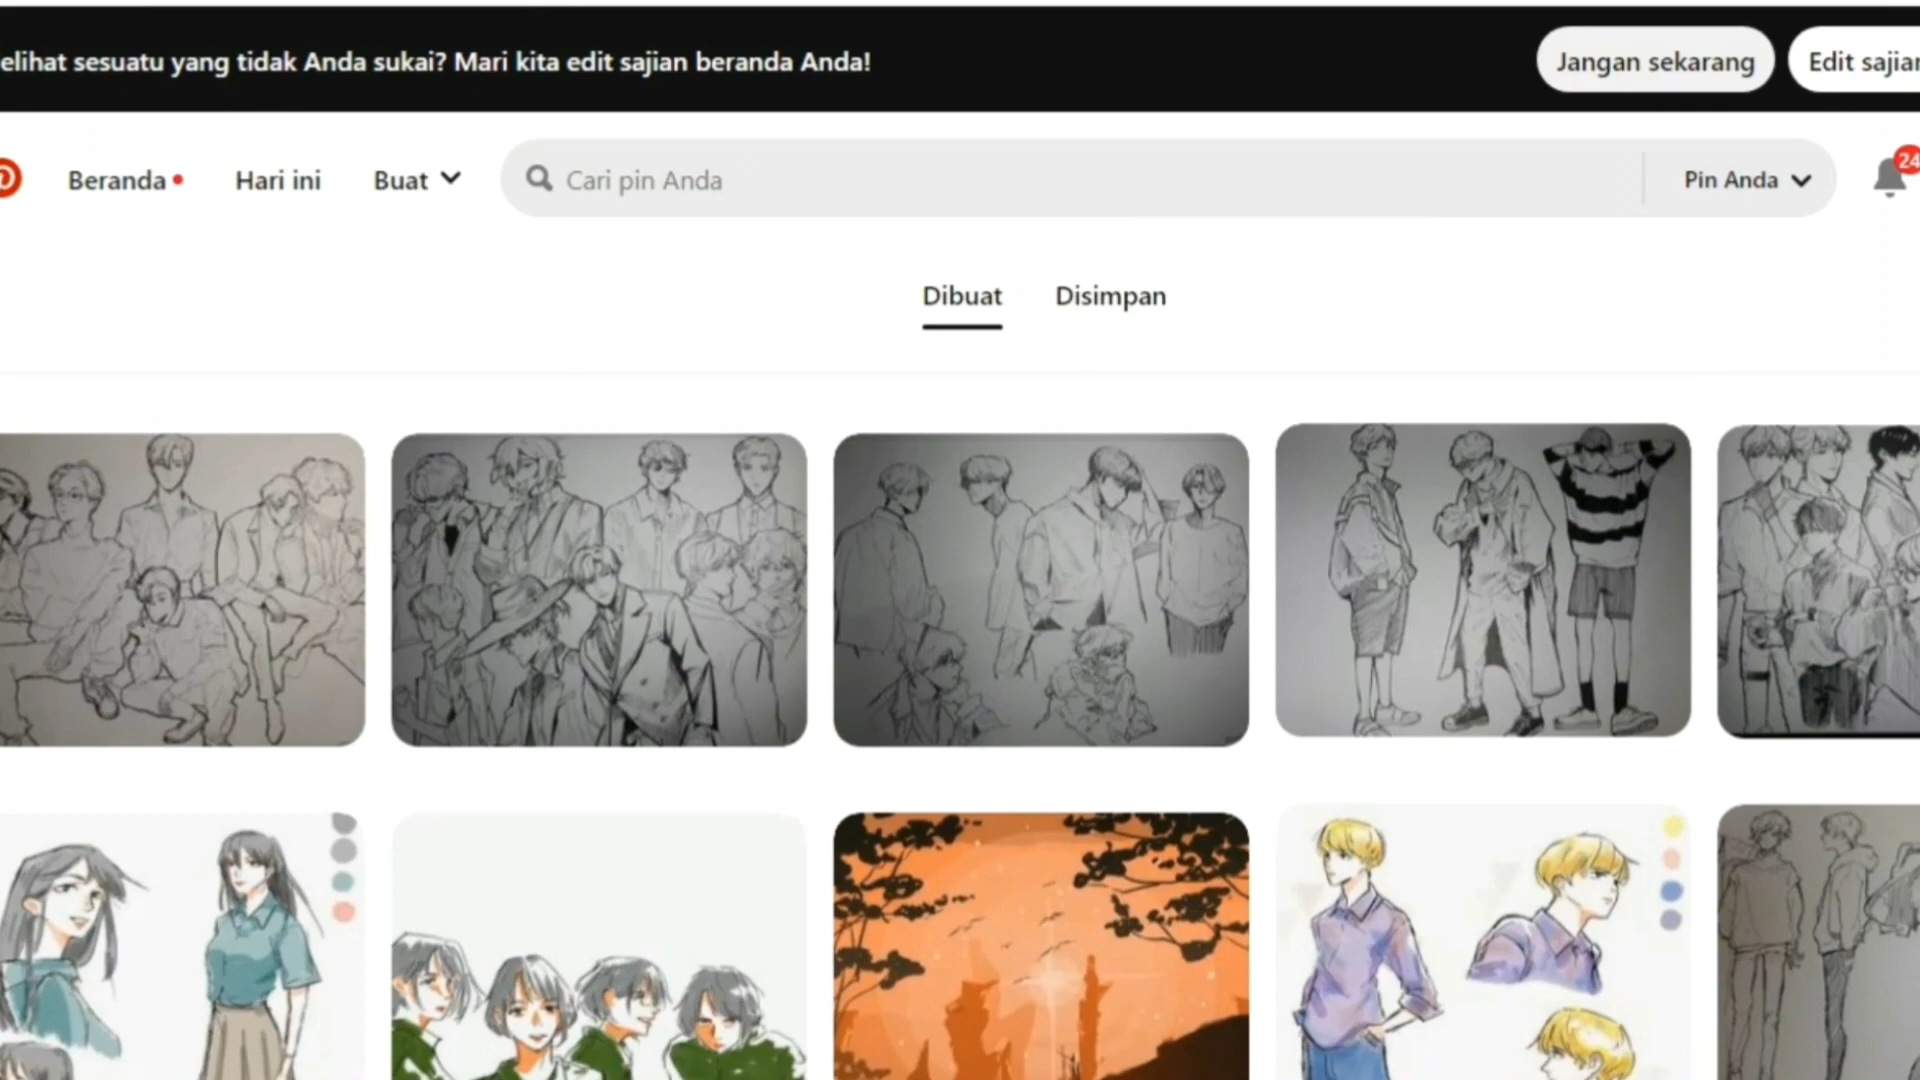 elihat sesuatu yang tidak Anda sukai? Mari kita edit sajian beranda Anda!
Jangan sekarang
Edit sajian
Beranda
Hari ini
Buat
Cari pin Anda
Pin Anda
24
Dibuat
Disimpan